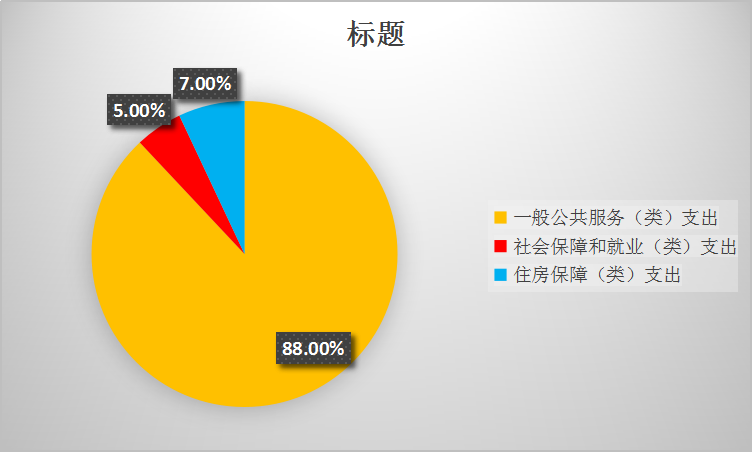 标题
7.00%
5.00%
88.00%
一般公共服务（类）支出
社会保障和就业（类）支出
住房保障（类）支出